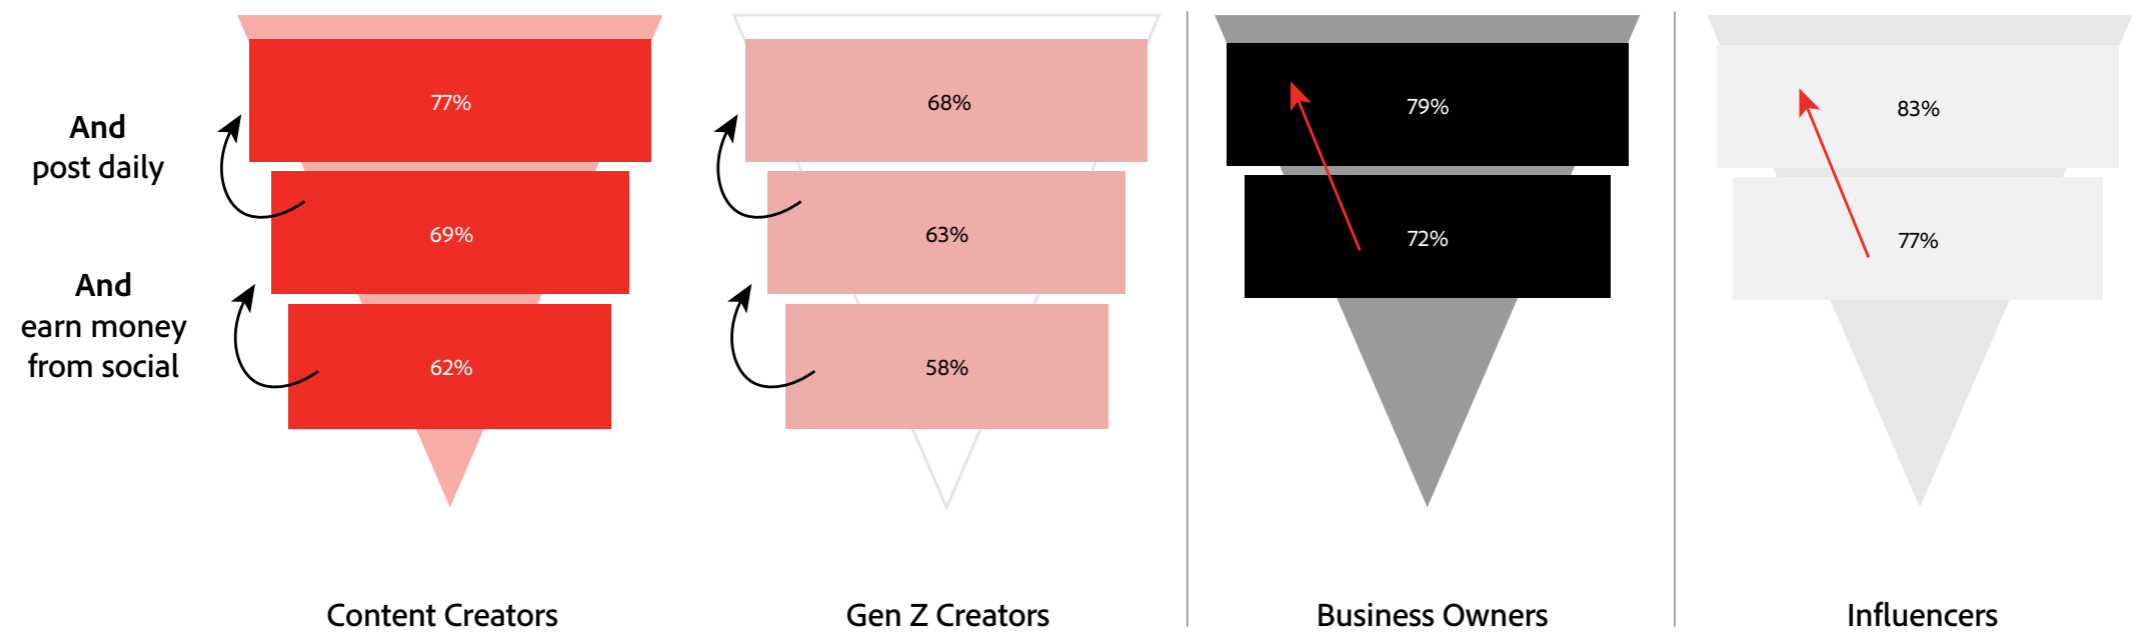 77%
68%
79%
83%
And
post daily
69%
63%
72%
77%
And
earn money
from social
62%
58%
Content Creators
Gen Z Creators
Business Owners
Influencers